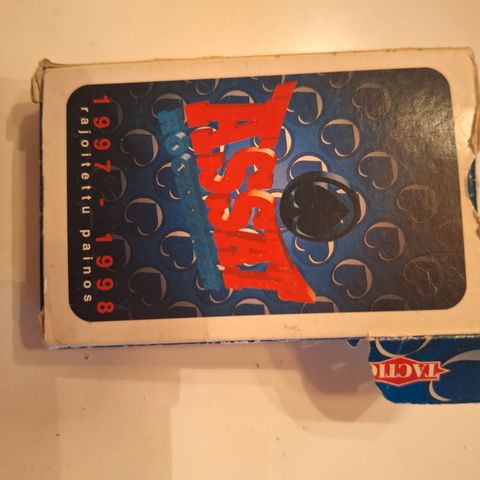 ÄSSÄT
1997 - 1998
rajoitettu painos
TACTIC